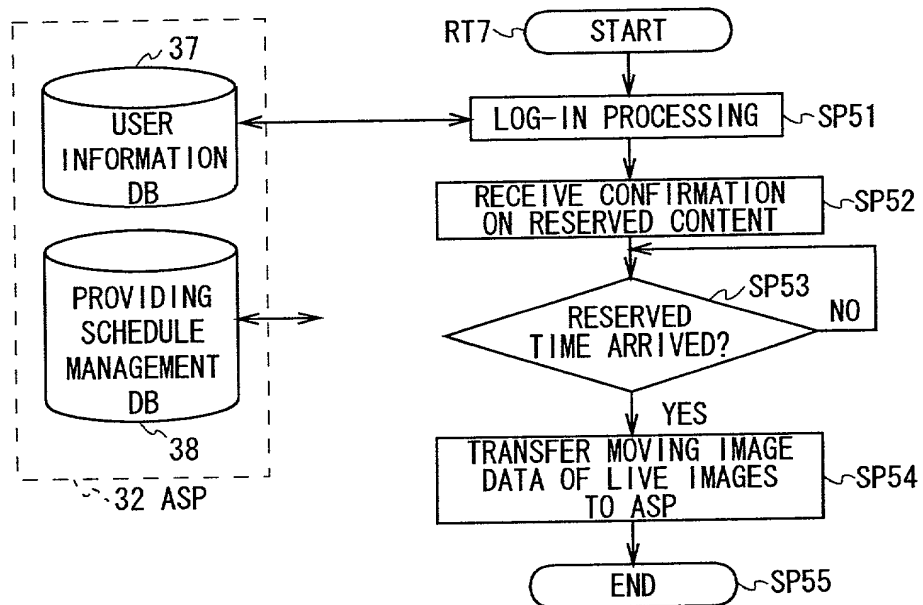 37
USER
INFORMATION
DB
PROVIDING
SCHEDULE
MANAGEMENT
DB
38
32 ASP
RT7
START
LOG-IN PROCESSING
SP51
RECEIVE CONFIRMATION
ON RESERVED CONTENT
SP52
SP53
RESERVED
TIME ARRIVED?
NO
YES
TRANSFER MOVING IMAGE
DATA OF LIVE IMAGES
TO ASP
SP54
END
SP55